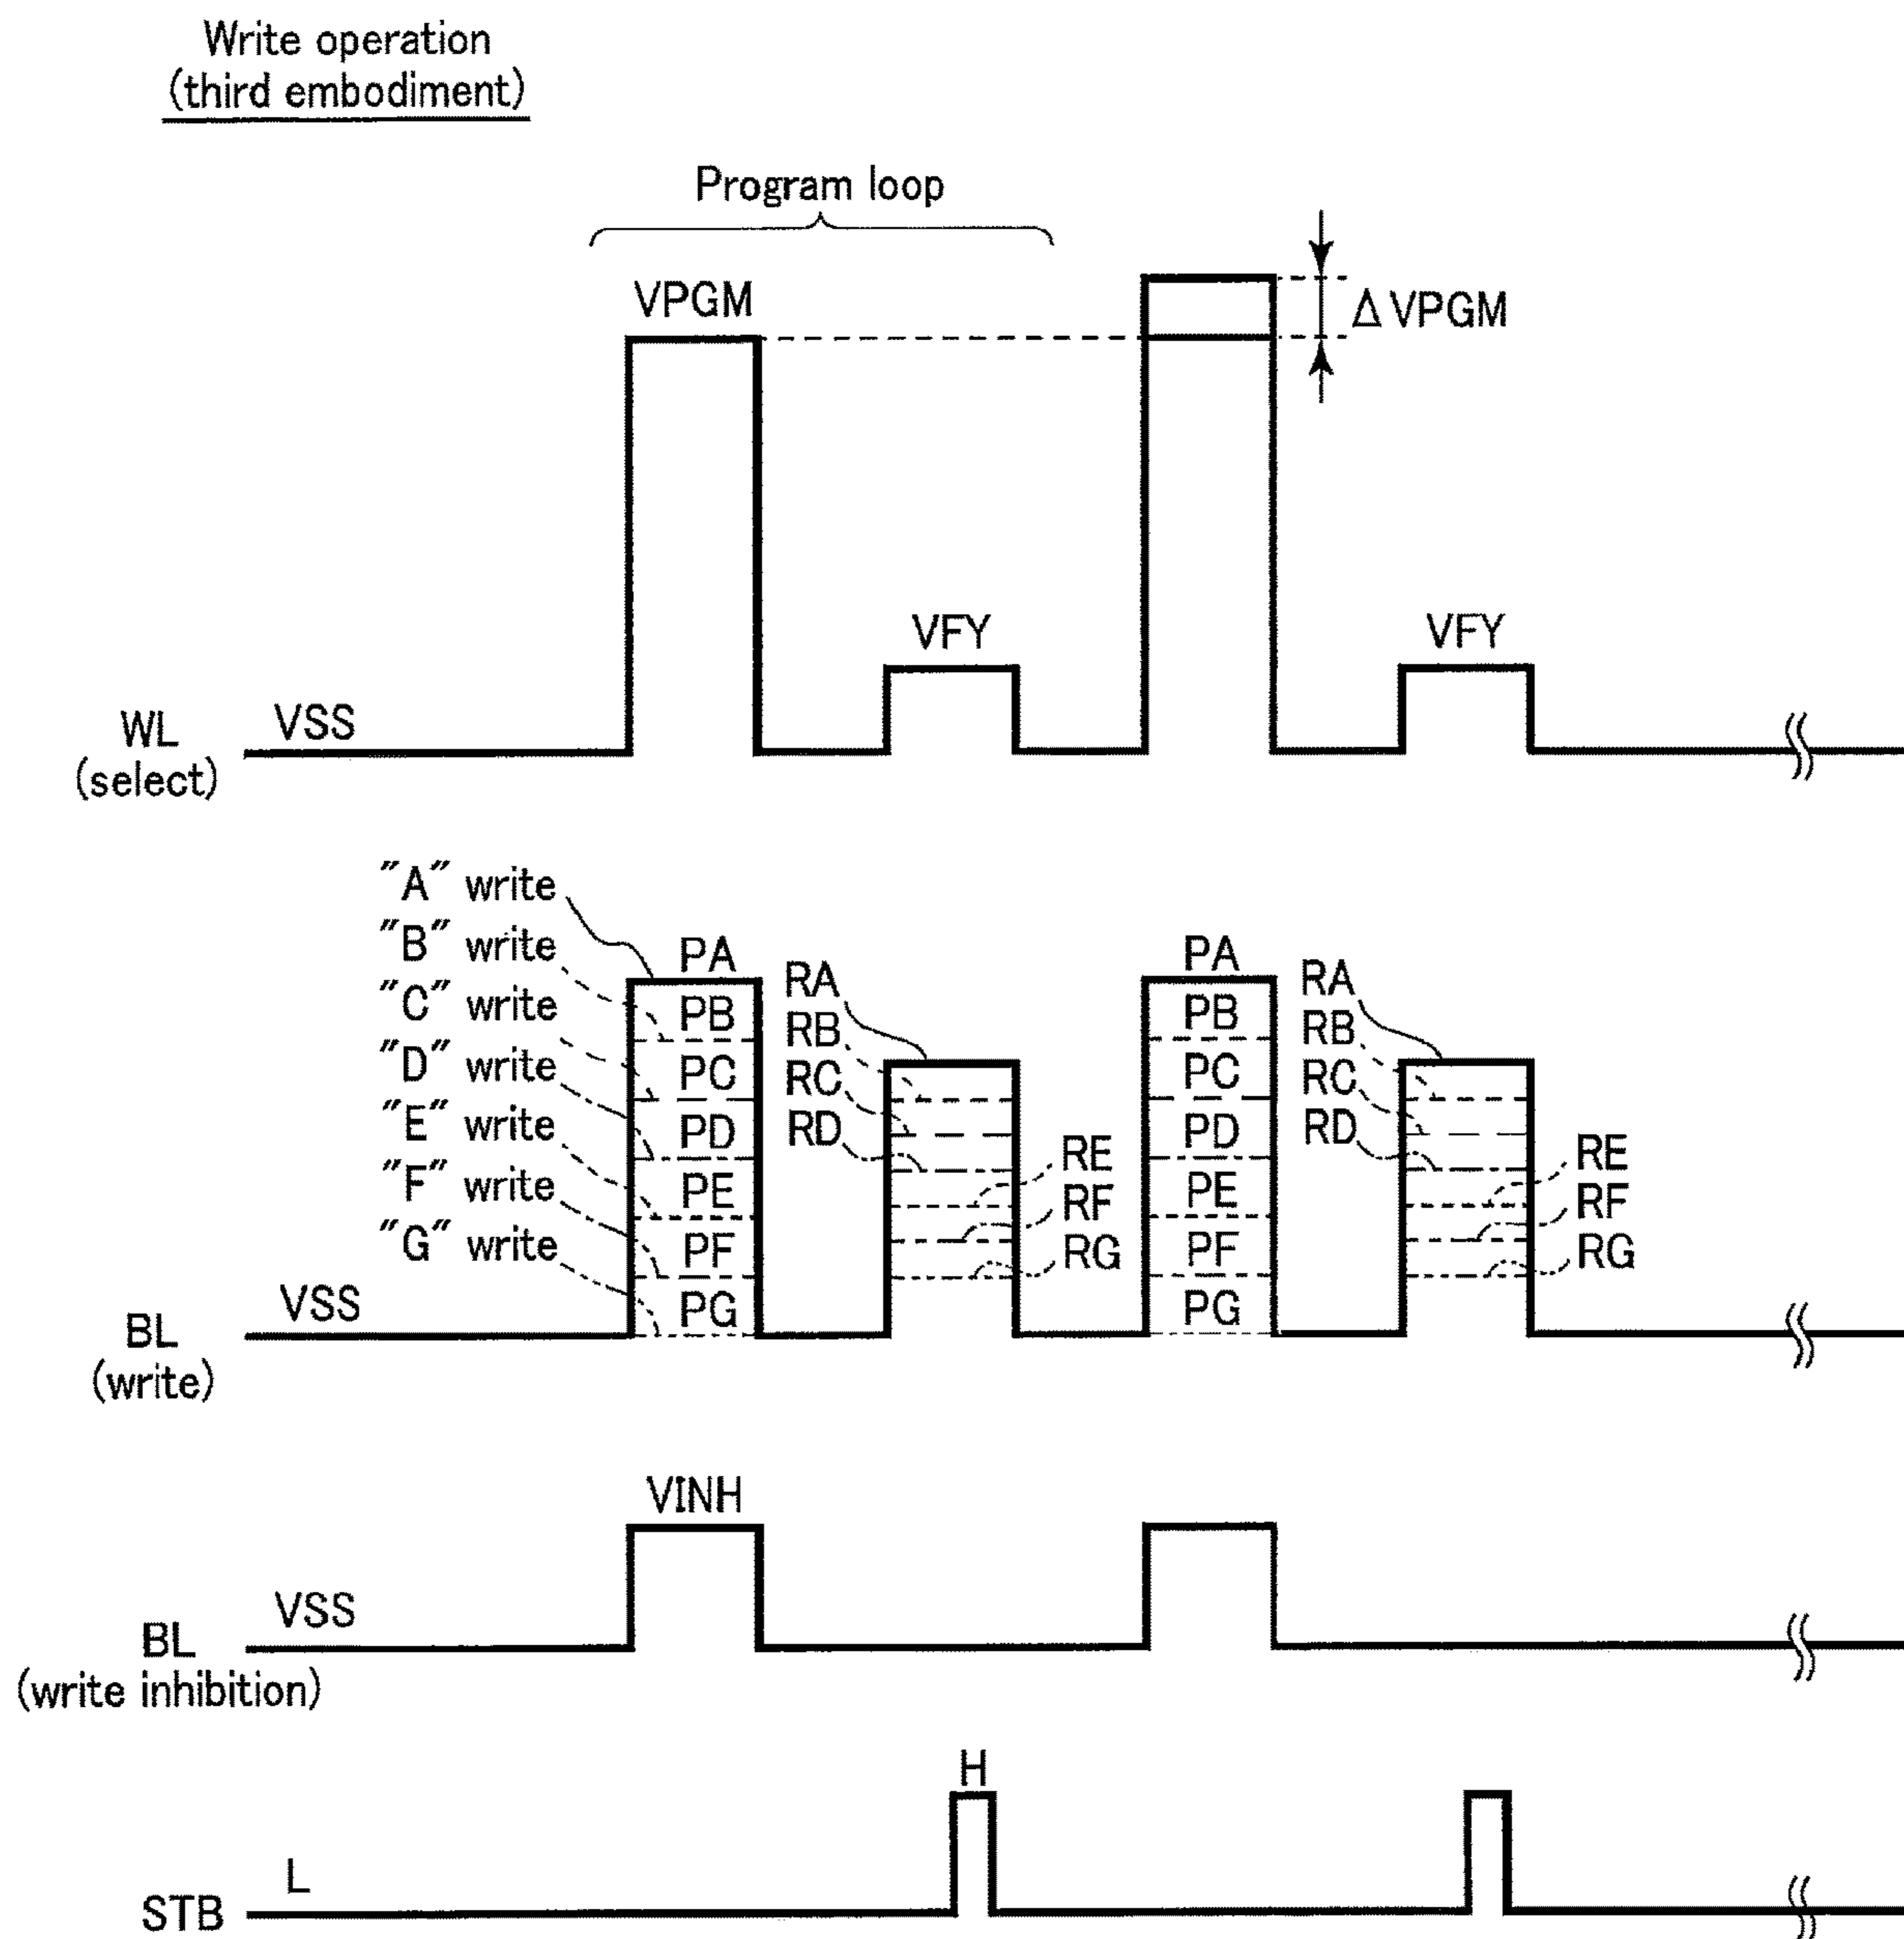 Write operation
(third embodiment)
Program loop
VPGM
Δ VPGM
VFY
VFY
WL
(select)
VSS
"A" write
"B" write
"C" write
"D" write
"E" write
"F" write
"G" write
PA
PB
PC
PD
PE
PF
PG
RA
RB
RC
RD
RE
RF
RG
PA
PB
PC
PD
PE
PF
PG
RA
RB
RC
RD
RE
RF
RG
VSS
BL
(write)
VINH
VSS
BL
(write inhibition)
H
L
STB